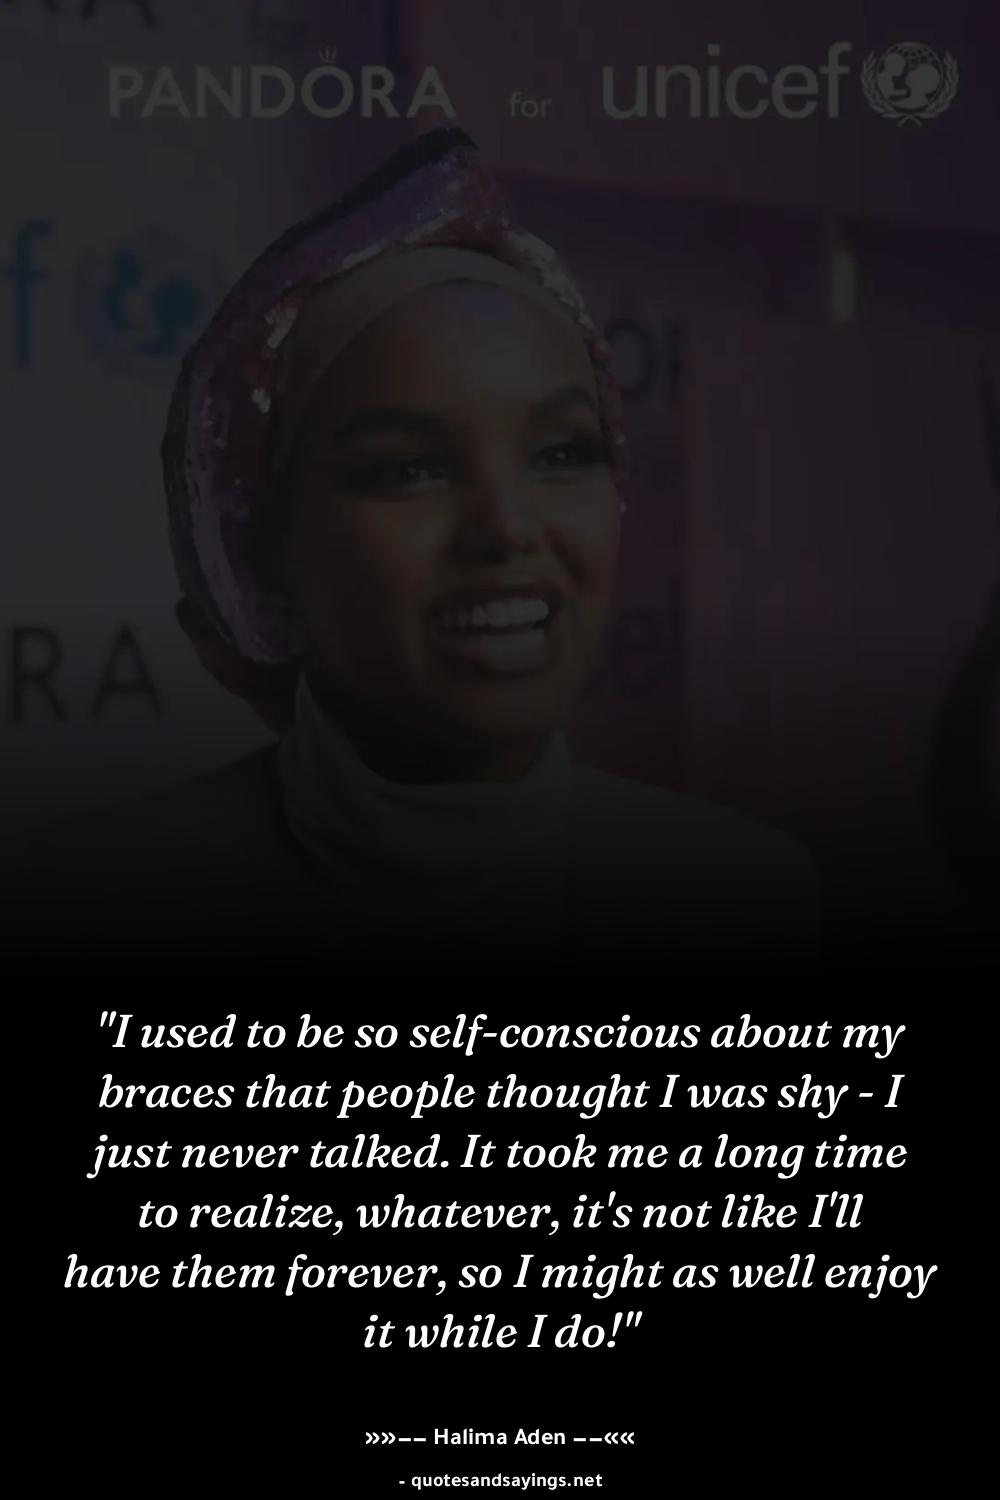 PANDORA for unicef
f
OR
RA
ef
"I used to be so self-conscious about my
braces that people thought I was shy - I
just never talked. It took me a long time
to realize, whatever, it's not like I'll
have them forever, so I might as well enjoy
it while I do!"
»»–– Halima Aden ––««
- quotesandsayings.net